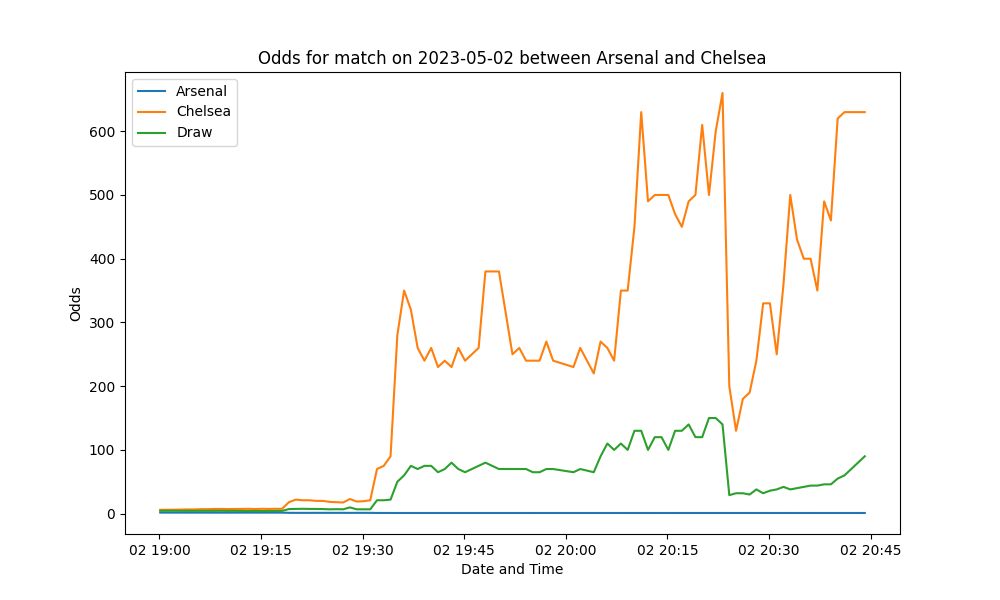 Odds for match on 2023-05-02 between Arsenal and Chelsea
Arsenal
Chelsea
Draw
600
500
400
300
200
100
0
Odds
02 19:00 02 19:15 02 19:30 02 19:45 02 20:00 02 20:15 02 20:30 02 20:45
Date and Time